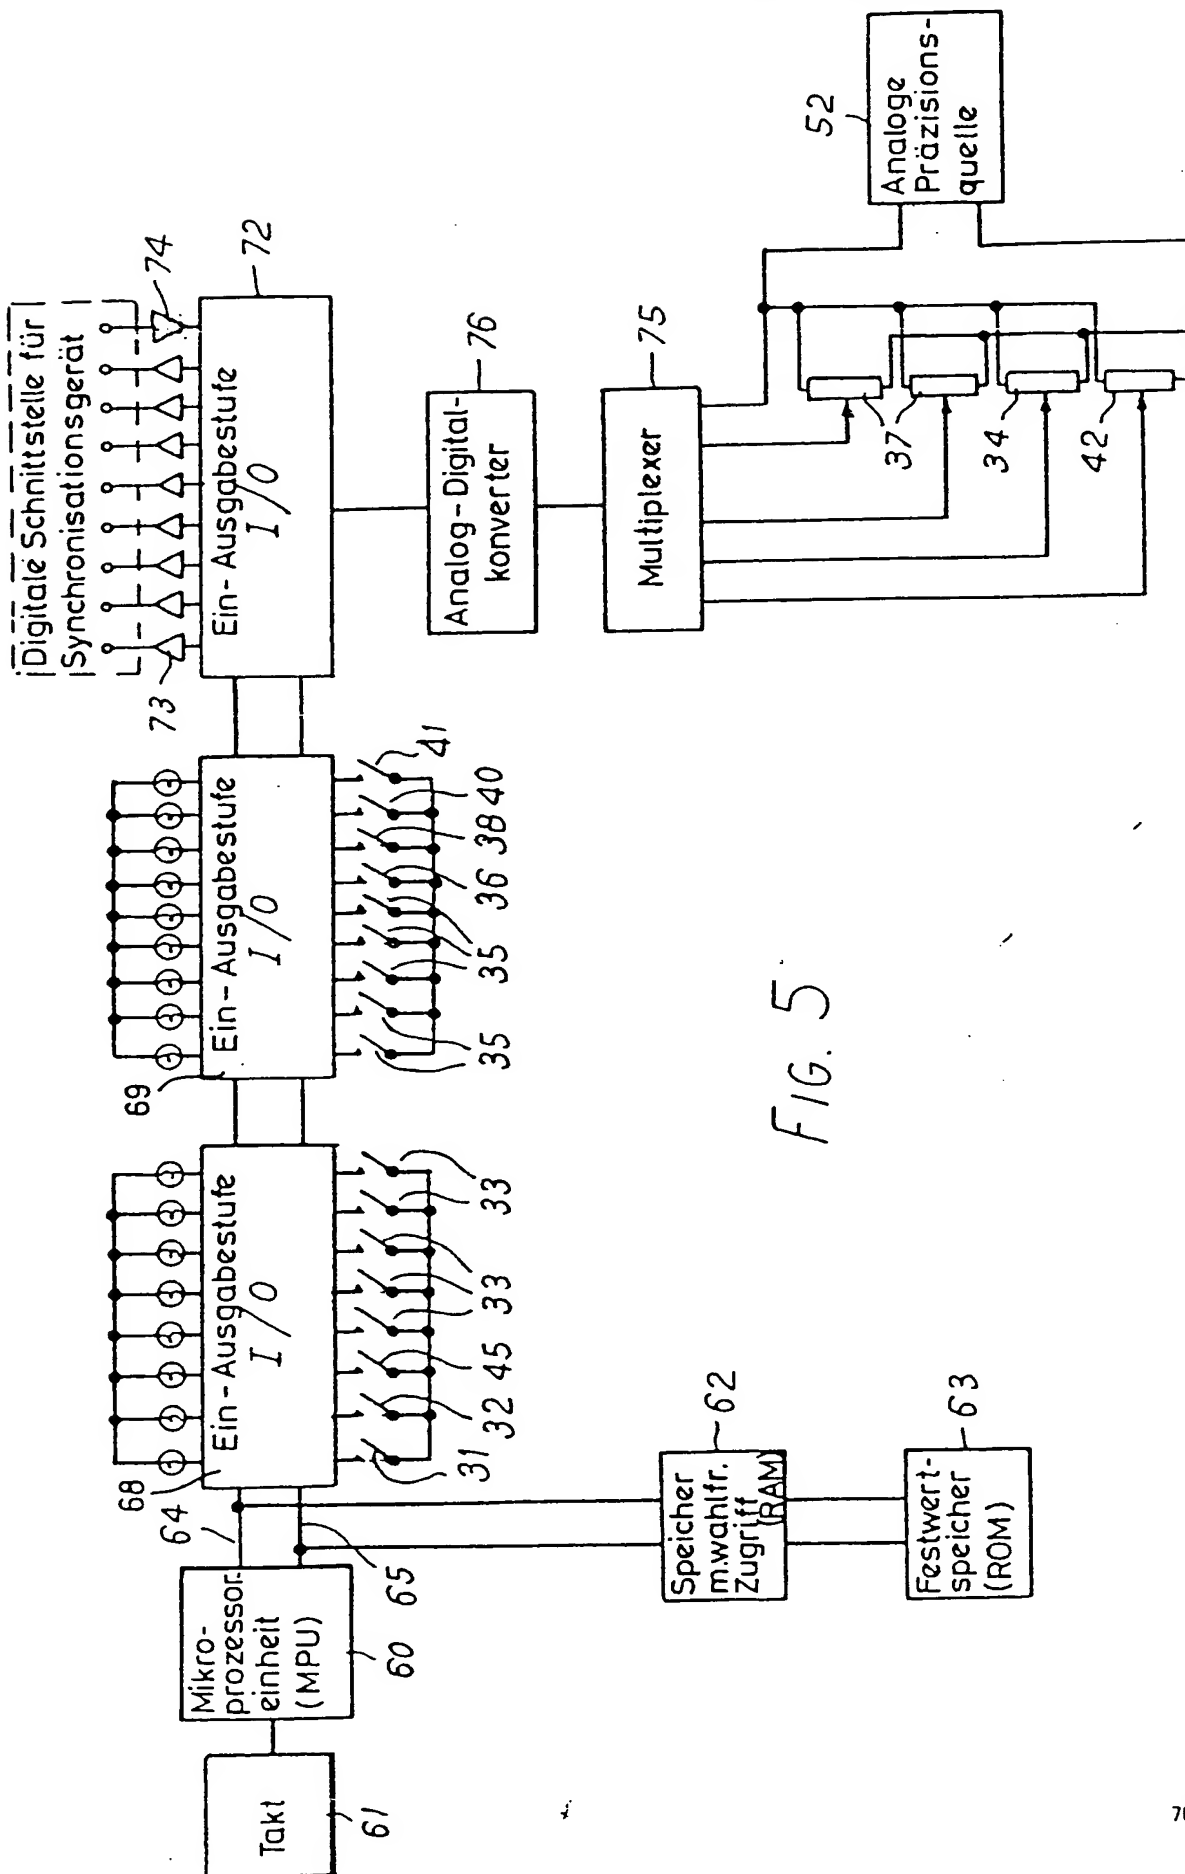 Takt
61
Mikro-
prozessor-
einheit
(MPU)
60
64
65
68
Ein-Ausgabestufe
I/O
31
32
45
33
33
33
69
Ein-Ausgabestufe
I/O
35
35
36
38
40
41
Digitale Schnittstelle für
Synchronisationsgerät
73
74
Ein-Ausgabestufe
I/O
72
Analog-Digital-
konverter
76
Multiplexer
75
37
34
42
Analoge
Präzisions-
quelle
52
Speicher
m.wahlfr.
Zugriff
(RAM)
62
Festwert-
speicher
(ROM)
63
FIG. 5